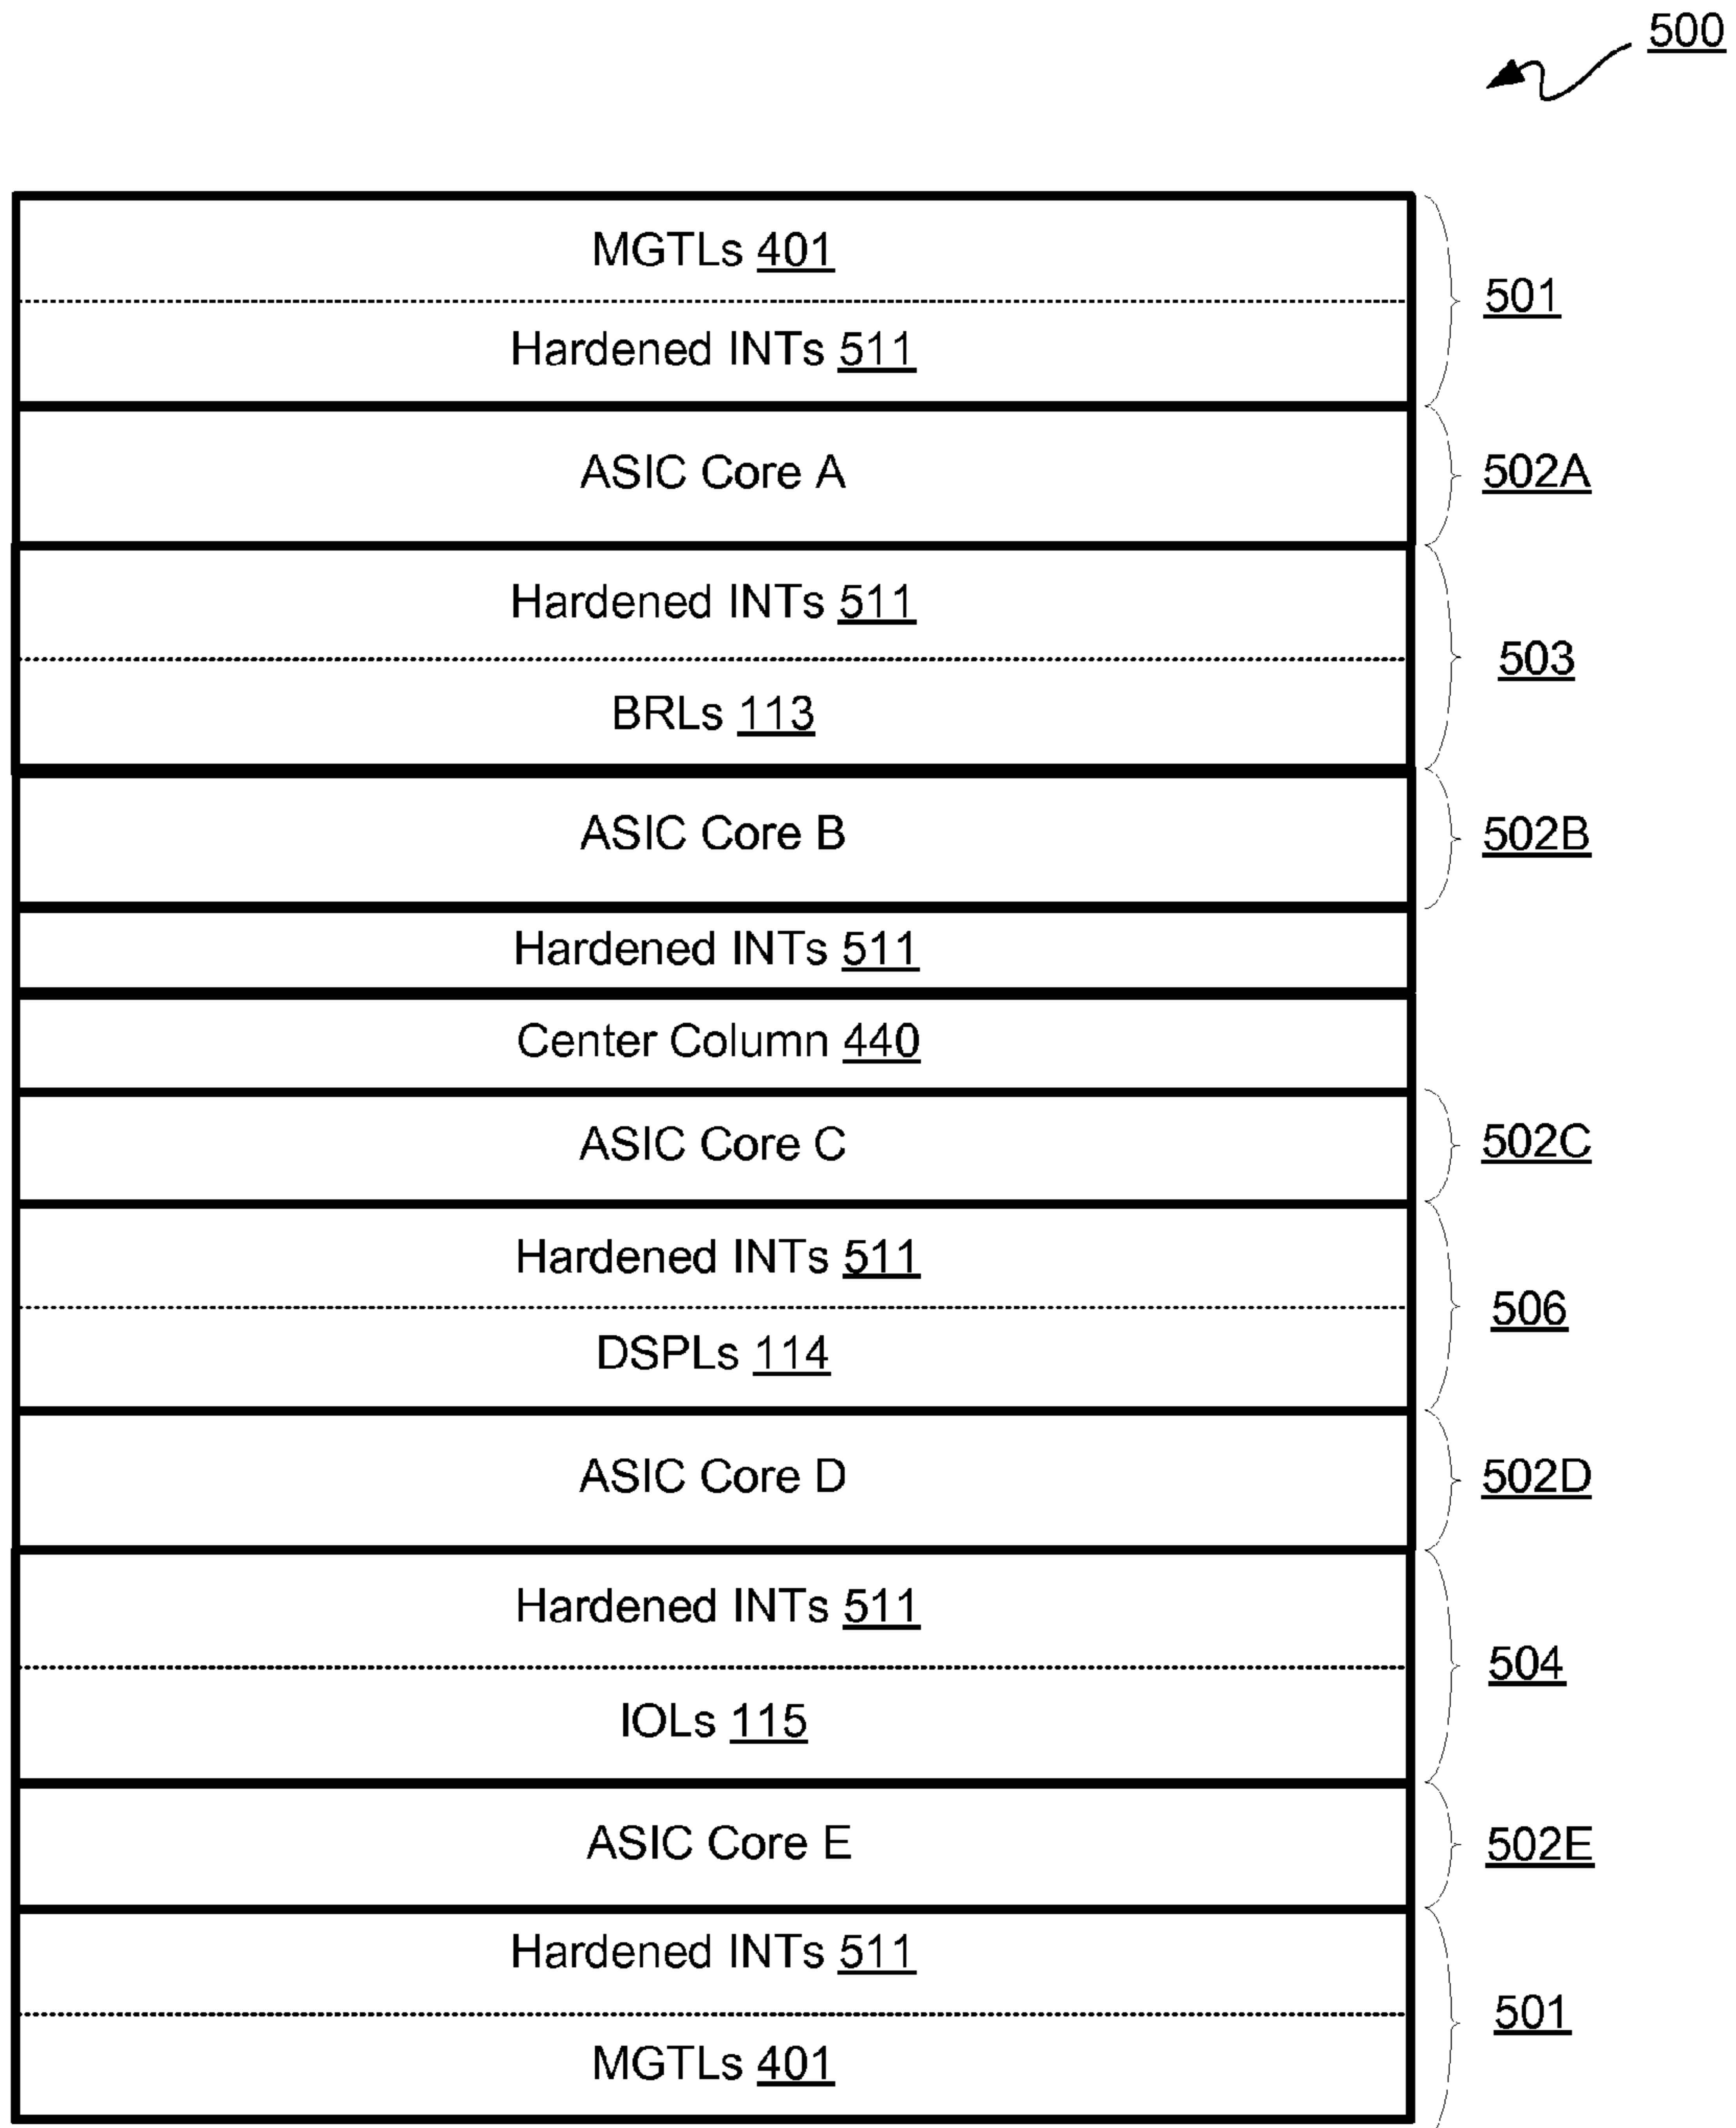 500
MGTLs 401
501
Hardened INTs 511
ASIC Core A
502A
Hardened INTs 511
503
BRLs 113
ASIC Core B
502B
Hardened INTs 511
Center Column 440
ASIC Core C
502C
Hardened INTs 511
506
DSPLs 114
ASIC Core D
502D
Hardened INTs 511
504
IOLs 115
ASIC Core E
502E
Hardened INTs 511
501
MGTLs 401